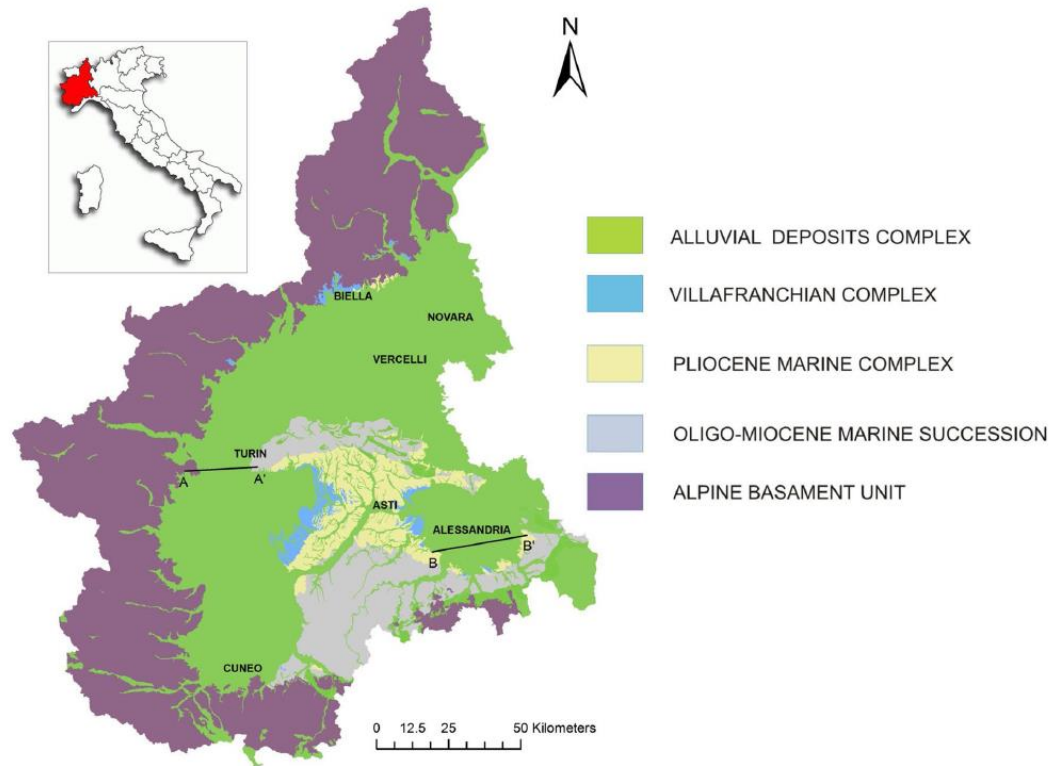 N
ALLUVIAL DEPOSITS COMPLEX
VILLAFRANCHIAN COMPLEX
PLIOCENE MARINE COMPLEX
OLIGO-MIOCENE MARINE SUCCESSION
ALPINE BASAMENT UNIT
BIELLA
NOVARA
VERCELLI
TURIN
A A'
ASTI
ALESSANDRIA
B B'
CUNEO
0 12.5 25 50 Kilometers